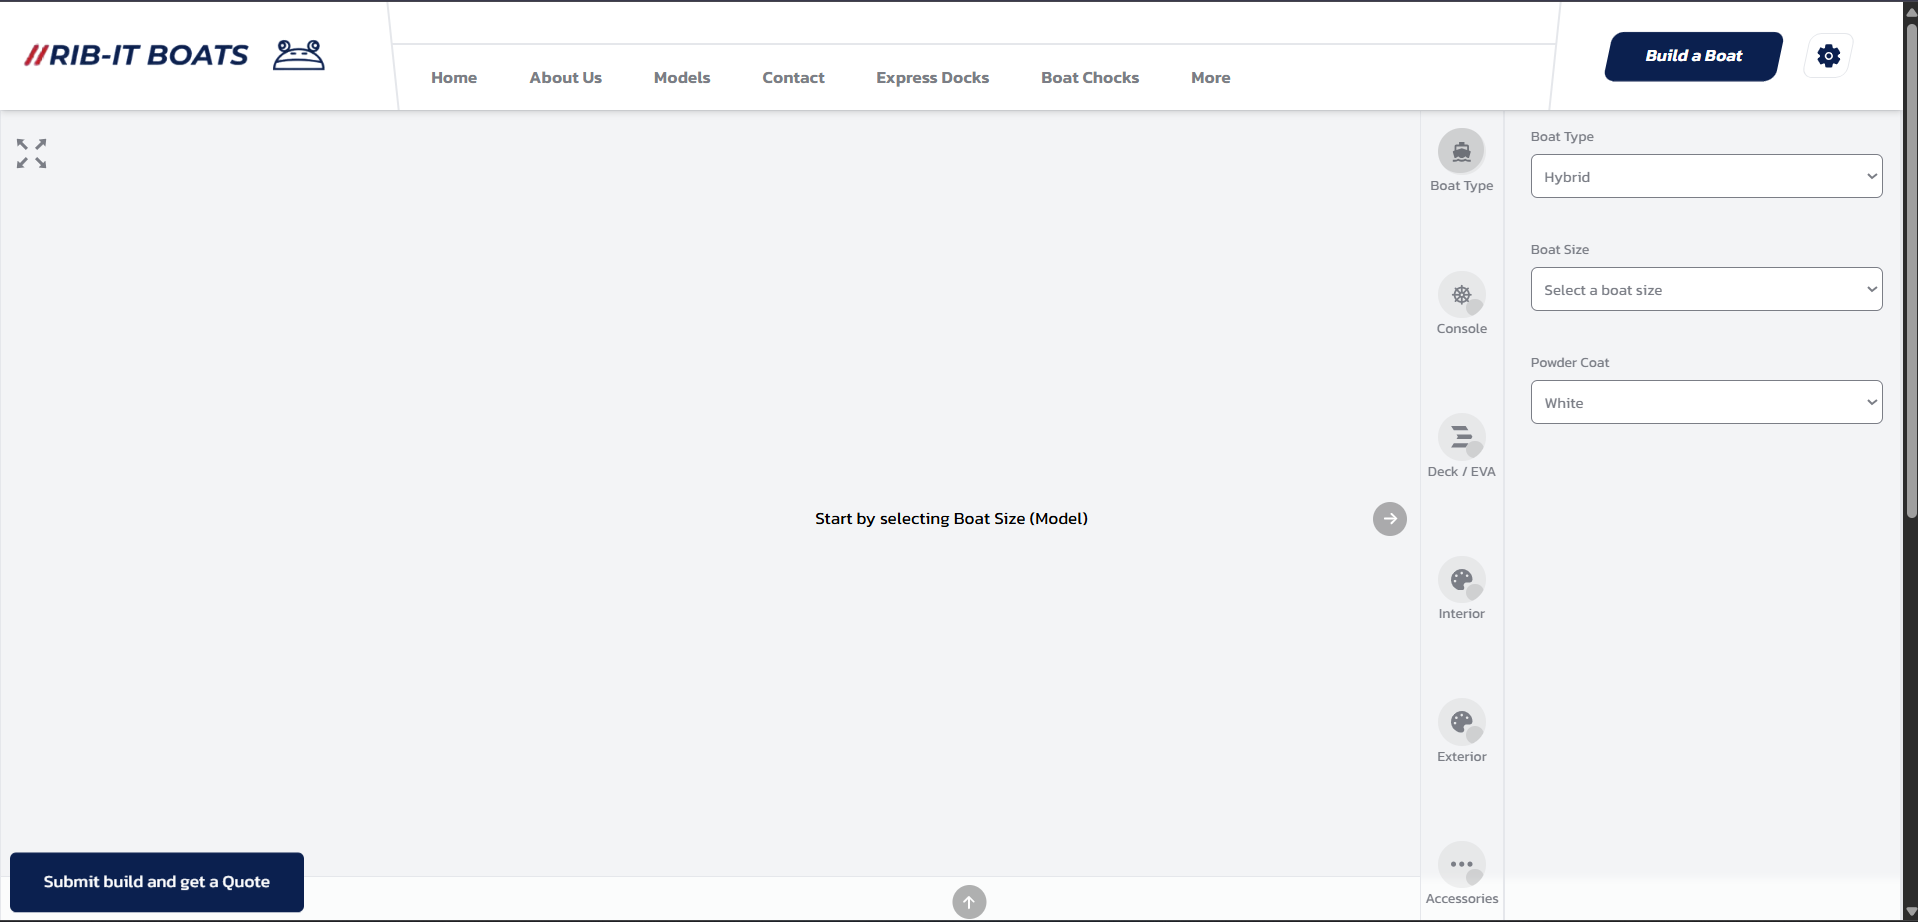 //RIB-IT BOATS
Home
About Us
Models
Contact
Express Docks
Boat Chocks
More
Build a Boat
Boat Type
Console
Deck / EVA
Interior
Exterior
Accessories
Boat Type
Hybrid
Boat Size
Select a boat size
Powder Coat
White
Start by selecting Boat Size (Model)
Submit build and get a Quote